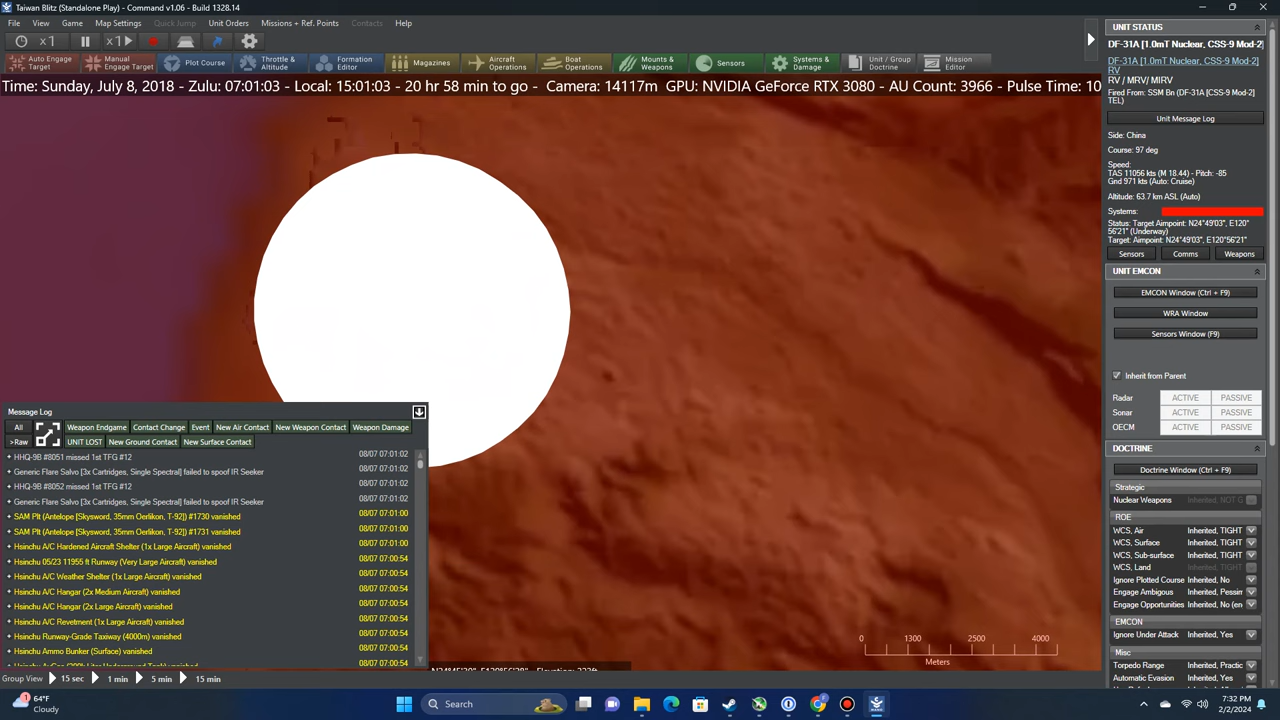 Taiwan Blitz (Standalone Play) - Command v1.06 - Build 1328.14
File View Game Map Settings Quick Jump Unit Orders Missions + Ref. Points Contacts Help
x1 x1
Auto Engage Target Manual Engage Target Plot Course Throttle & Altitude Formation Editor Magazines Aircraft Operations Boat Operations Mounts & Weapons Sensors Systems & Damage Unit / Group Doctrine Mission Editor
Time: Sunday, July 8, 2018 - Zulu: 07:01:03 - Local: 15:01:03 - 20 hr 58 min to go - Camera: 14117m GPU: NVIDIA GeForce RTX 3080 - AU Count: 3966 - Pulse Time: 10
0 1300 2500 4000
Meters
Message Log
All Weapon Endgame Contact Change Event New Air Contact New Weapon Contact Weapon Damage
>Raw UNIT LOST New Ground Contact New Surface Contact
HHQ-9B #8051 missed 1st TFG #12 08/07 07:01:02
Generic Flare Salvo [3x Cartridges, Single Spectral] failed to spoof IR Seeker 08/07 07:01:02
HHQ-9B #8052 missed 1st TFG #12 08/07 07:01:02
Generic Flare Salvo [3x Cartridges, Single Spectral] failed to spoof IR Seeker 08/07 07:01:02
SAM Plt (Antelope [Skysword, 35mm Oerlikon, T-92]) #1730 vanished 08/07 07:01:00
SAM Plt (Antelope [Skysword, 35mm Oerlikon, T-92]) #1731 vanished 08/07 07:01:00
Hsinchu A/C Hardened Aircraft Shelter (1x Large Aircraft) vanished 08/07 07:01:00
Hsinchu 05/23 11955 ft Runway (Very Large Aircraft) vanished 08/07 07:00:54
Hsinchu A/C Weather Shelter (1x Large Aircraft) vanished 08/07 07:00:54
Hsinchu A/C Hangar (2x Medium Aircraft) vanished 08/07 07:00:54
Hsinchu A/C Hangar (2x Large Aircraft) vanished 08/07 07:00:54
Hsinchu A/C Revetment (1x Large Aircraft) vanished 08/07 07:00:54
Hsinchu Runway-Grade Taxiway (4000m) vanished 08/07 07:00:54
Hsinchu Ammo Bunker (Surface) vanished 08/07 07:00:54
08/07 07:00:54
Group View 15 sec 1 min 5 min 15 min
UNIT STATUS
DF-31A [1.0mT Nuclear, CSS-9 Mod-2]
DF-31A [1.0mT Nuclear, CSS-9 Mod-2]
RV
RV / MRV/ MIRV
Fired From: SSM Bn (DF-31A [CSS-9 Mod-2]
TEL)
Unit Message Log
Side: China
Course: 97 deg
Speed:
TAS 11056 kts (M 18.44) - Pitch: -85
Gnd 971 kts (Auto: Cruise)
Altitude: 63.7 km ASL (Auto)
Systems:
Status: Target Aimpoint: N24°49'03", E120°
56'21" (Underway)
Target: Aimpoint: N24°49'03", E120°56'21"
Sensors Comms Weapons
UNIT EMCON
EMCON Window (Ctrl + F9)
WRA Window
Sensors Window (F9)
Inherit from Parent
Radar ACTIVE PASSIVE
Sonar ACTIVE PASSIVE
OECM ACTIVE PASSIVE
DOCTRINE
Doctrine Window (Ctrl + F9)
Strategic
Nuclear Weapons Inherited, NOT G
ROE
WCS, Air Inherited, TIGHT
WCS, Surface Inherited, TIGHT
WCS, Sub-surface Inherited, TIGHT
WCS, Land Inherited, TIGHT
Ignore Plotted Course Inherited, No
Engage Ambiguous Inherited, Pessim
Engage Opportunities Inherited, No (en
EMCON
Ignore Under Attack Inherited, Yes
Misc
Torpedo Range Inherited, Practic
Automatic Evasion Inherited, Yes
64°F
Cloudy
Search
7:32 PM
2/2/2024